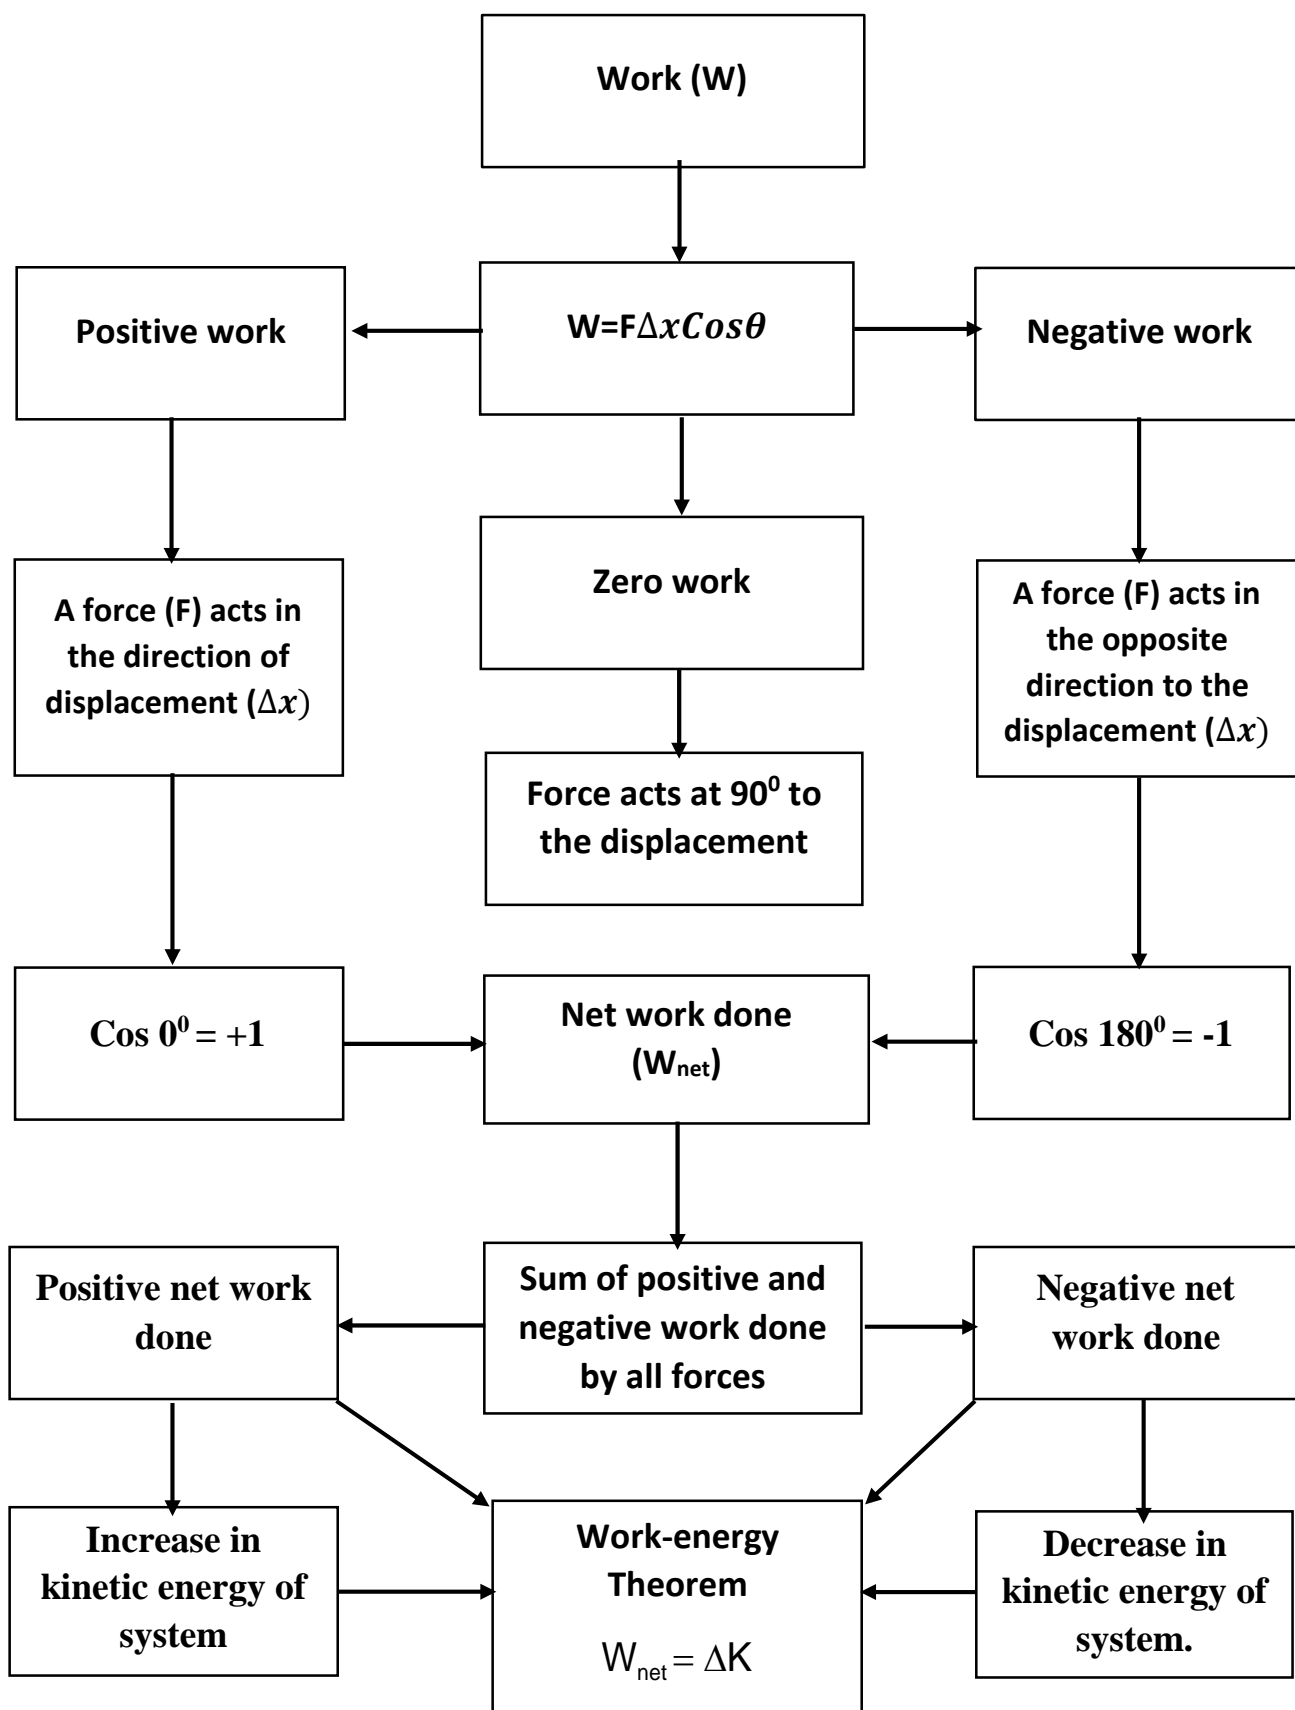 Work (W)
Positive work
W=FΔxCosθ
Negative work
A force (F) acts in
the direction of
displacement (Δx)
Zero work
A force (F) acts in
the opposite
direction to the
displacement (Δx)
Force acts at 90⁰ to
the displacement
Cos 0⁰ = +1
Net work done
(Wnet)
Cos 180⁰ = -1
Positive net work
done
Sum of positive and
negative work done
by all forces
Negative net
work done
Increase in
kinetic energy of
system
Work-energy
Theorem
Wnet = ΔK
Decrease in
kinetic energy of
system.